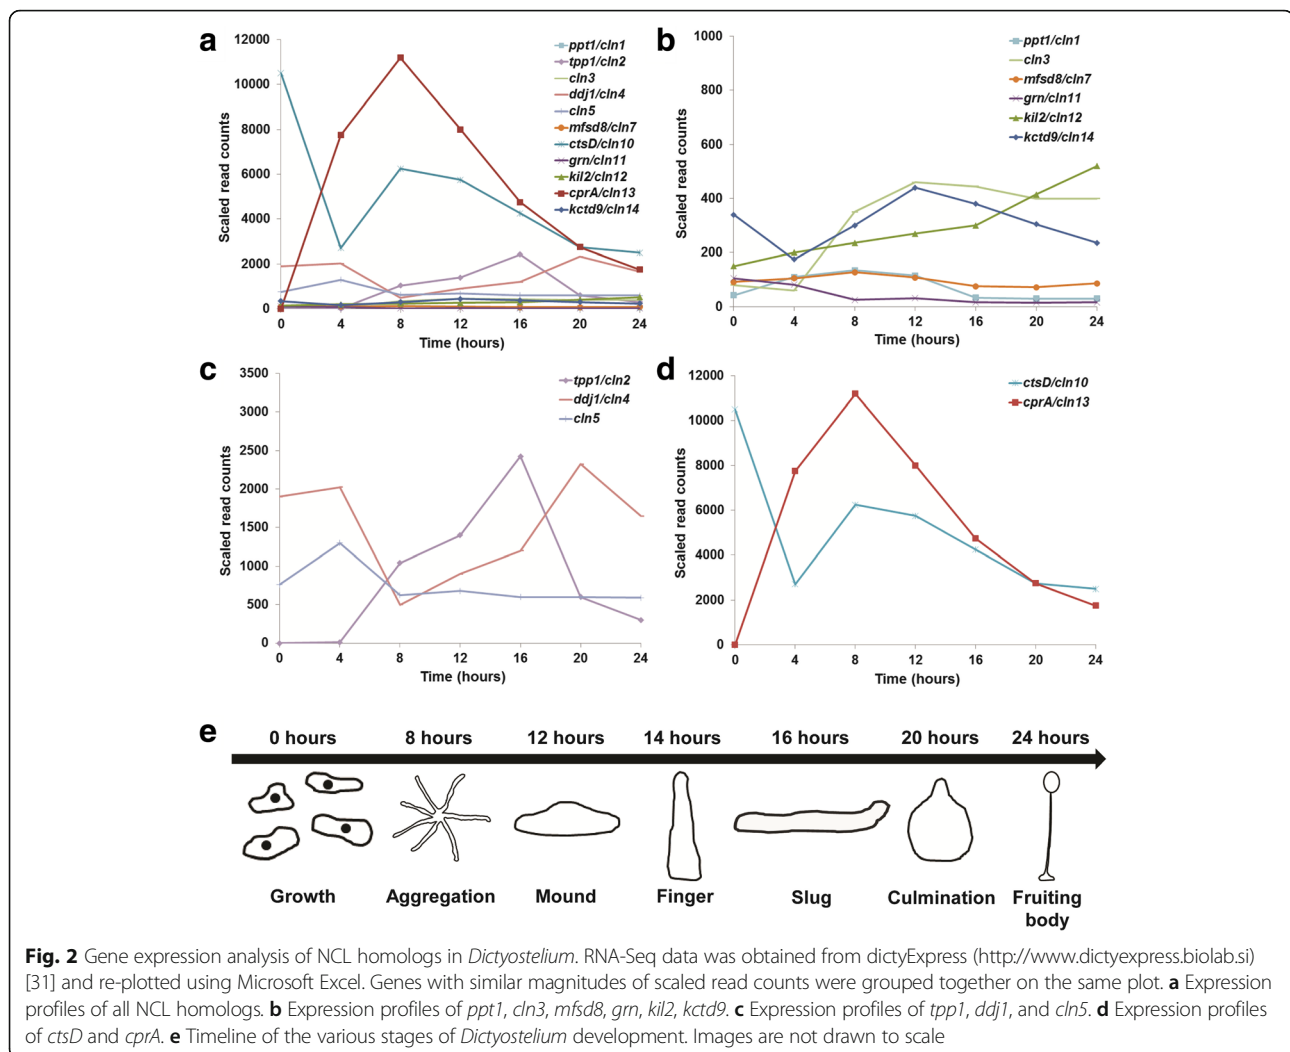 a
12000
10000
8000
6000
4000
2000
0
Scaled read counts
0 4 8 12 16 20 24
Time (hours)
ppt1/cln1
tpp1/cln2
cln3
ddj1/cln4
cln5
mfsd8/cln7
ctsD/cln10
grn/cln11
kil2/cln12
cprA/cln13
kctd9/cln14
b
1000
800
600
400
200
0
Scaled read counts
0 4 8 12 16 20 24
Time (hours)
ppt1/cln1
cln3
mfsd8/cln7
grn/cln11
kil2/cln12
kctd9/cln14
c
3500
3000
2500
2000
1500
1000
500
0
Scaled read counts
0 4 8 12 16 20 24
Time (hours)
tpp1/cln2
ddj1/cln4
cln5
d
12000
10000
8000
6000
4000
2000
0
Scaled read counts
0 4 8 12 16 20 24
Time (hours)
ctsD/cln10
cprA/cln13
e
0 hours 8 hours 12 hours 14 hours 16 hours 20 hours 24 hours
Growth Aggregation Mound Finger Slug Culmination Fruiting
body
Fig. 2 Gene expression analysis of NCL homologs in Dictyostelium. RNA-Seq data was obtained from dictyExpress (http://www.dictyexpress.biolab.si)
[31] and re-plotted using Microsoft Excel. Genes with similar magnitudes of scaled read counts were grouped together on the same plot. a Expression
profiles of all NCL homologs. b Expression profiles of ppt1, cln3, mfsd8, grn, kil2, kctd9. c Expression profiles of tpp1, ddj1, and cln5. d Expression profiles
of ctsD and cprA. e Timeline of the various stages of Dictyostelium development. Images are not drawn to scale